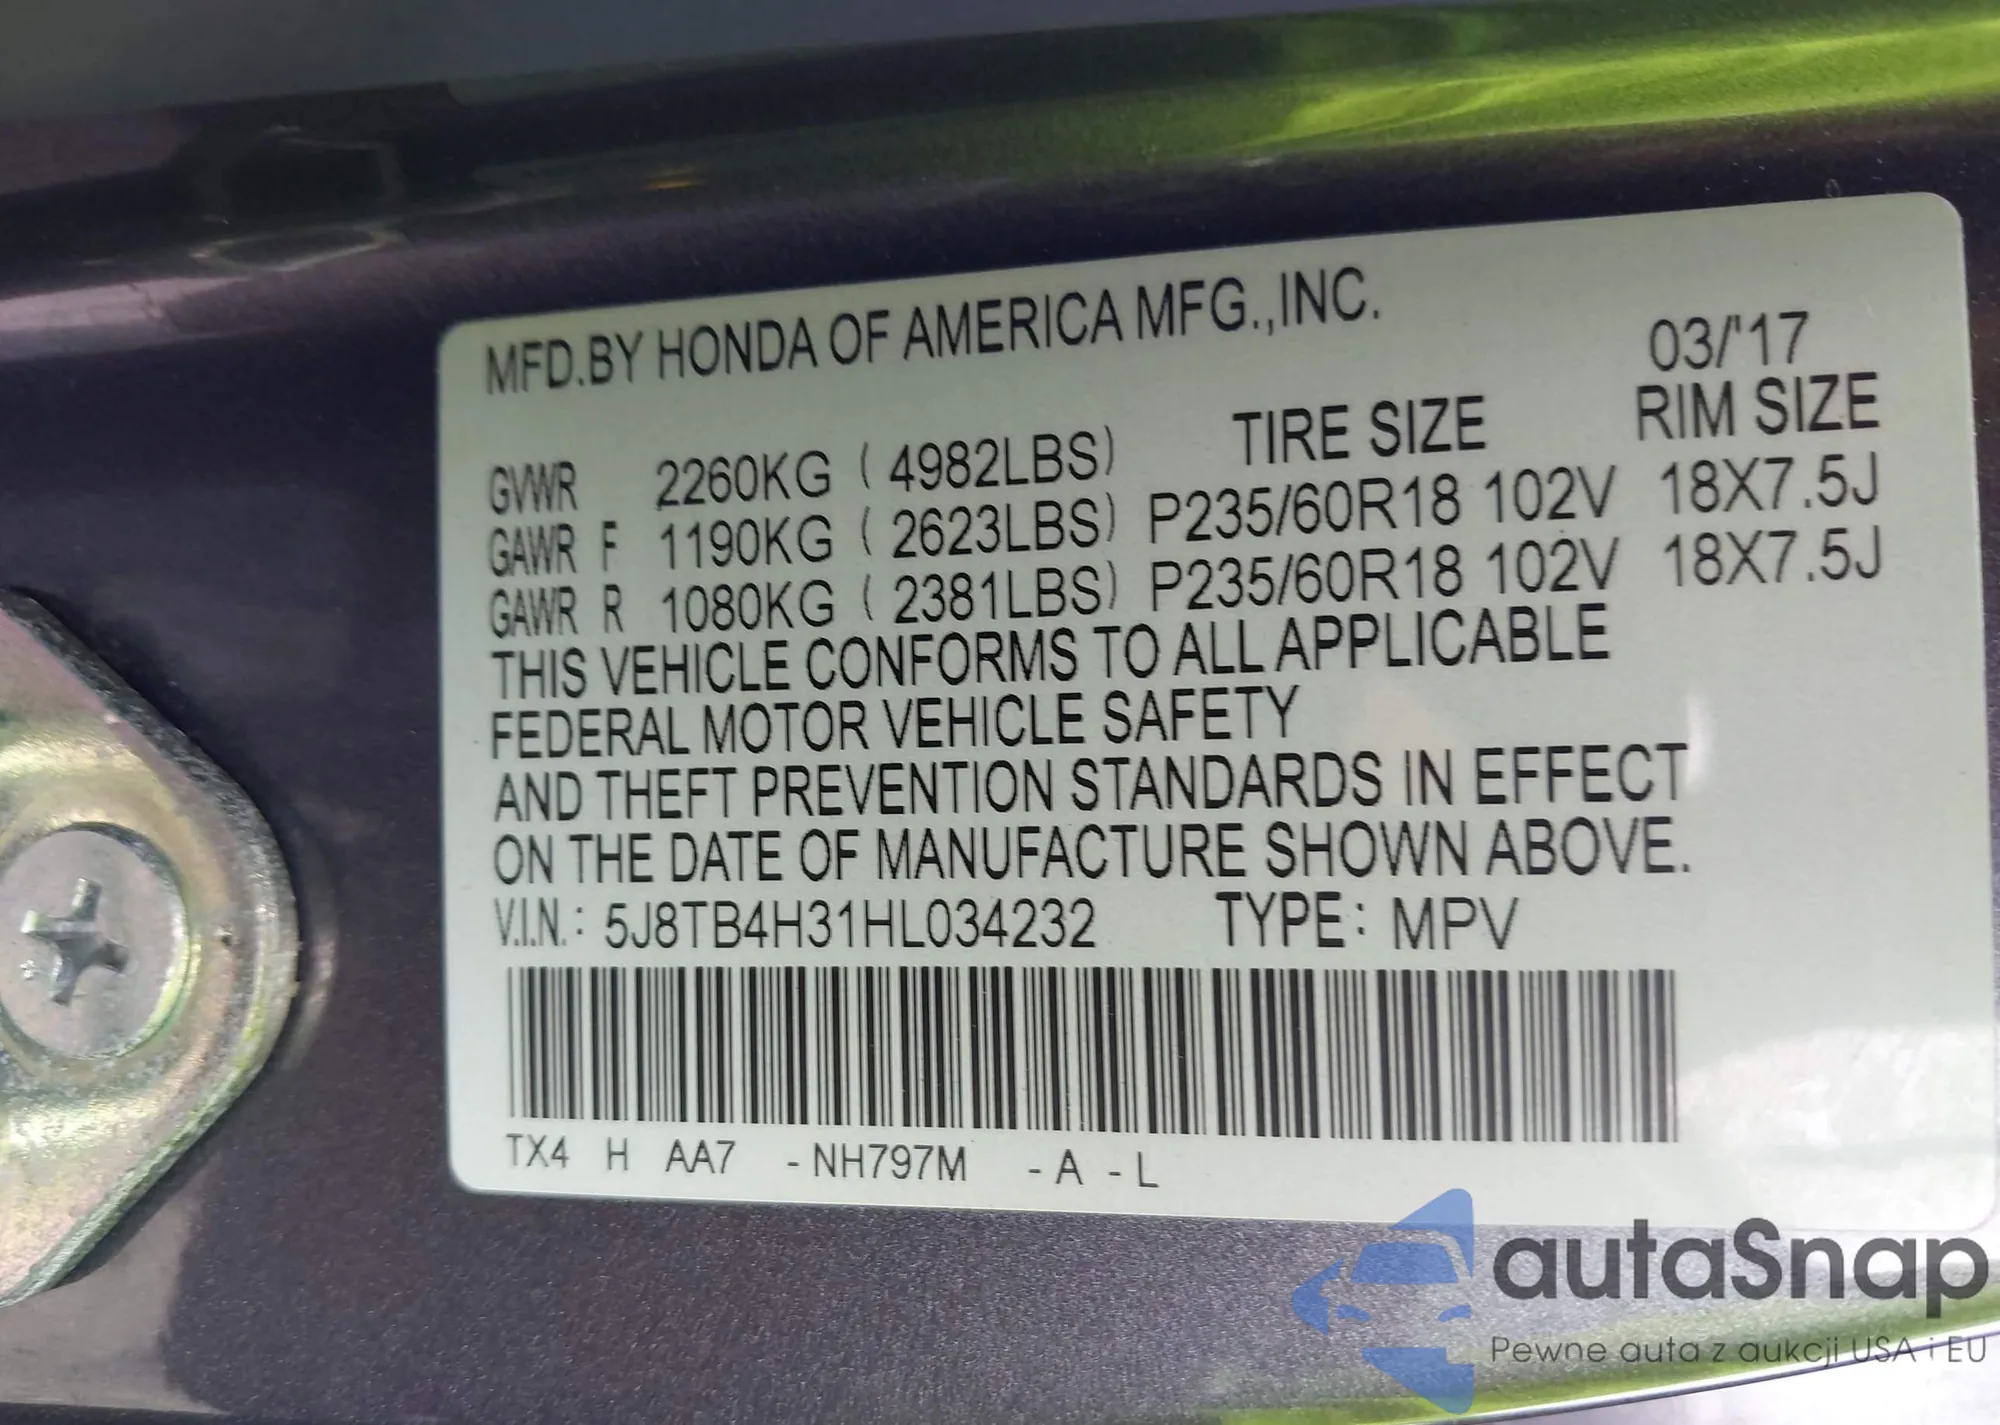 MFD.BY HONDA OF AMERICA MFG.,INC.
03/'17
TIRE SIZE RIM SIZE
GVWR 2260KG ( 4982LBS)
GAWR F 1190KG ( 2623LBS) P235/60R18 102V 18X7.5J
GAWR R 1080KG ( 2381LBS) P235/60R18 102V 18X7.5J
THIS VEHICLE CONFORMS TO ALL APPLICABLE
FEDERAL MOTOR VEHICLE SAFETY
AND THEFT PREVENTION STANDARDS IN EFFECT
ON THE DATE OF MANUFACTURE SHOWN ABOVE.
V.I.N.: 5J8TB4H31HL034232 TYPE: MPV
TX4 H AA7 - NH797M - A - L
autaSnap
Pewne auta z aukcji USA i EU